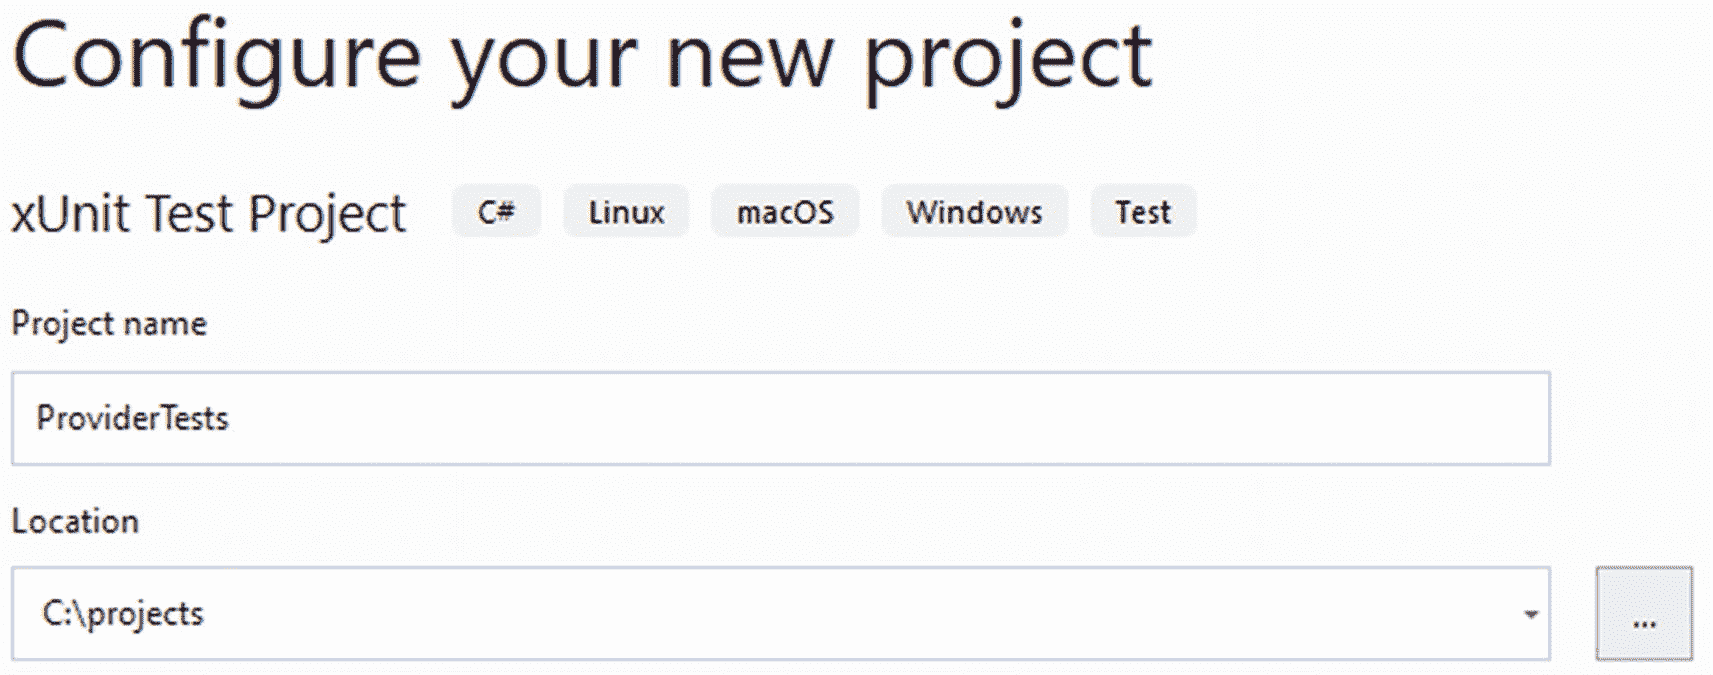 Configure your new project
xUnit Test Project C# Linux macOS Windows Test
Project name
ProviderTests
Location
C:\projects
...